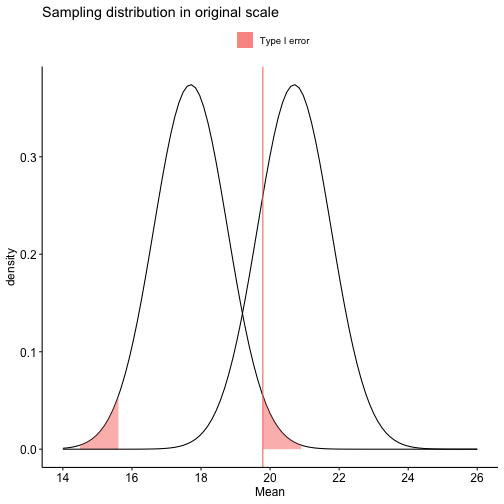 Sampling distribution in original scale
Type I error
density
0.3
0.2
0.1
0.0
14 16 18 20 22 24 26
Mean